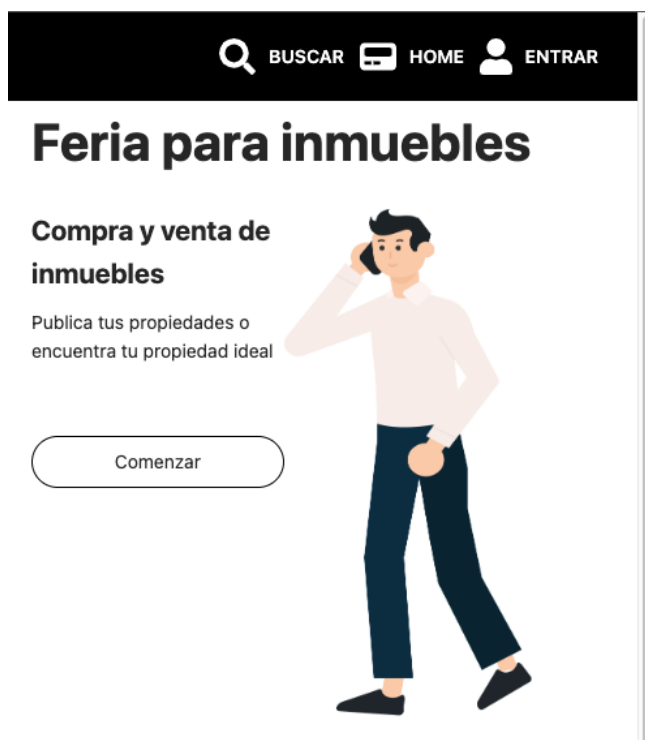 BUSCAR HOME ENTRAR
Feria para inmuebles
Compra y venta de
inmuebles
Publica tus propiedades o
encuentra tu propiedad ideal
Comenzar